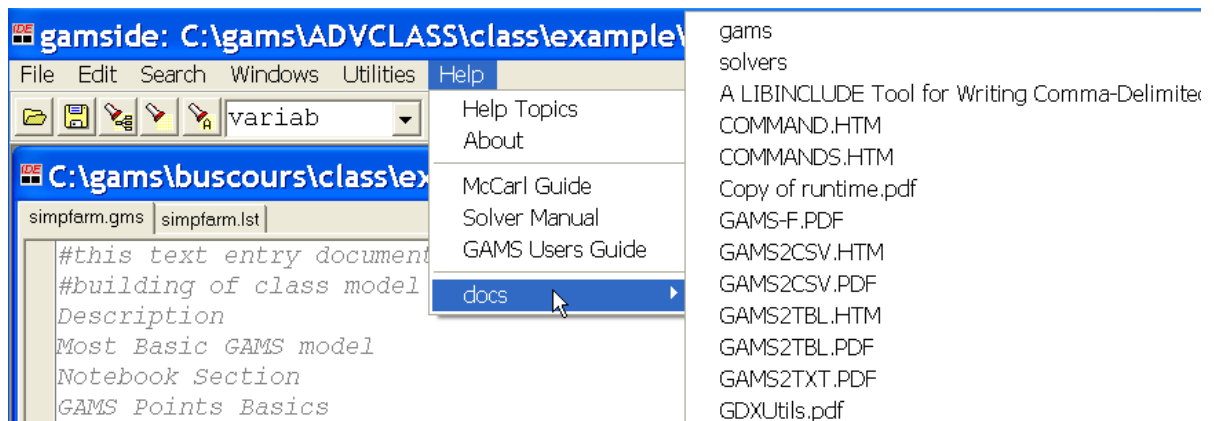 IDE gamside: C:\gams\ADVCLASS\class\example\
File Edit Search Windows Utilities Help
variab
IDE C:\gams\buscours\class\ex
simpfarm.gms simpfarm.lst
#this text entry document
#building of class model
Description
Most Basic GAMS model
Notebook Section
GAMS Points Basics
Help Topics
About
McCarl Guide
Solver Manual
GAMS Users Guide
docs
gams
solvers
A LIBINCLUDE Tool for Writing Comma-Delimited
COMMAND.HTM
COMMANDS.HTM
Copy of runtime.pdf
GAMS-F.PDF
GAMS2CSV.HTM
GAMS2CSV.PDF
GAMS2TBL.HTM
GAMS2TBL.PDF
GAMS2TXT.PDF
GDXUtils.pdf